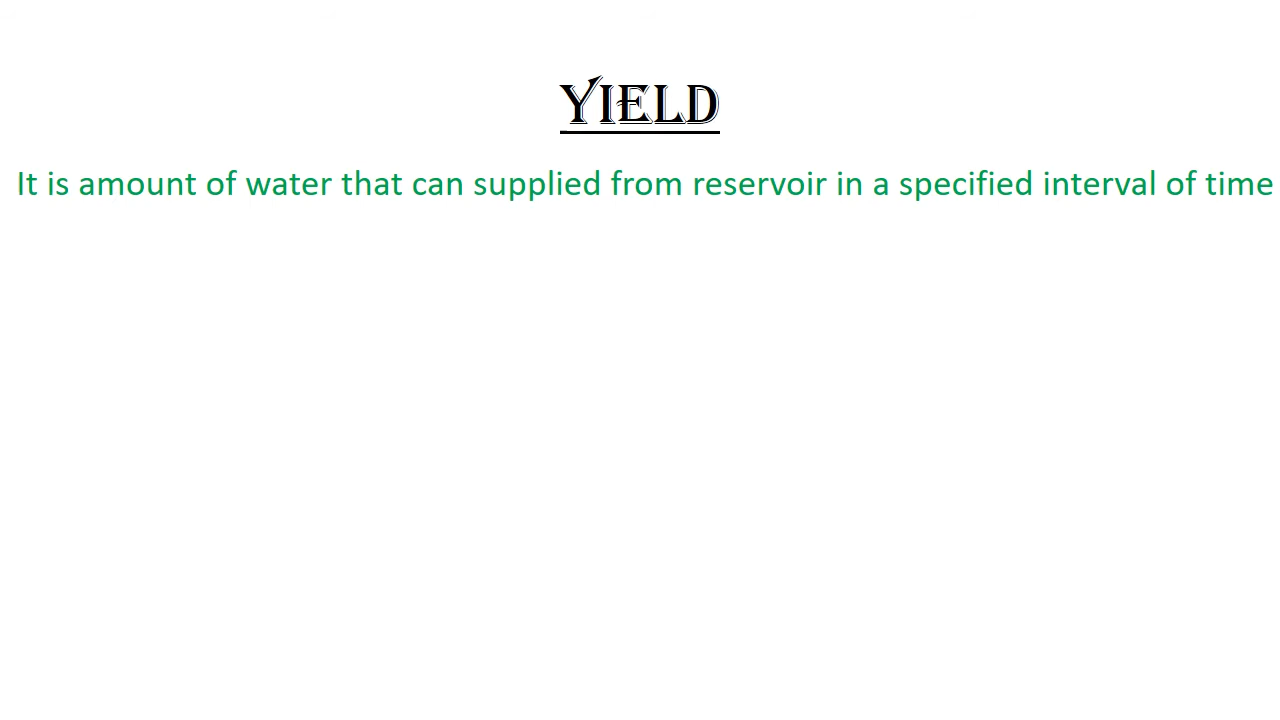 YIELD
It is amount of water that can supplied from reservoir in a specified interval of time